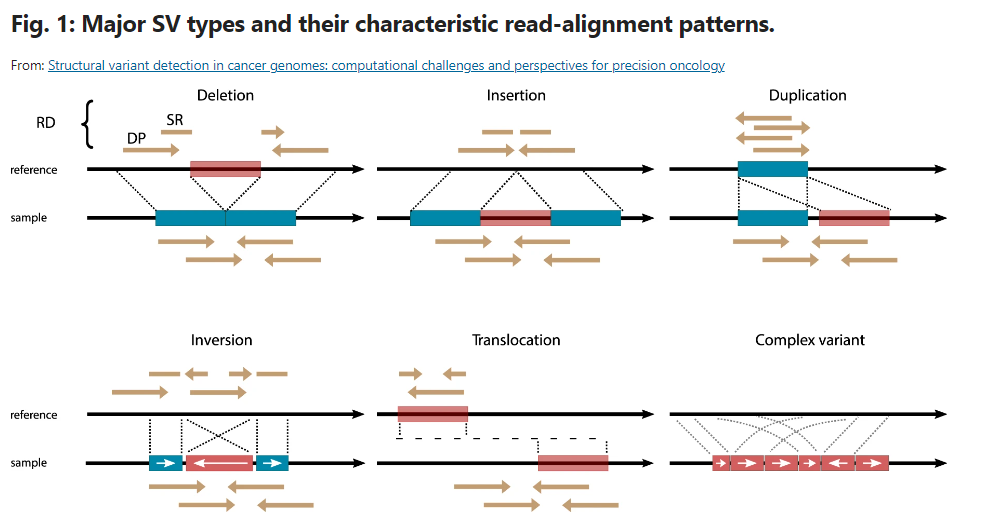 Fig. 1: Major SV types and their characteristic read-alignment patterns.
From: Structural variant detection in cancer genomes: computational challenges and perspectives for precision oncology
Deletion
Insertion
Duplication
RD
SR
DP
reference
sample
Inversion
Translocation
Complex variant
reference
sample